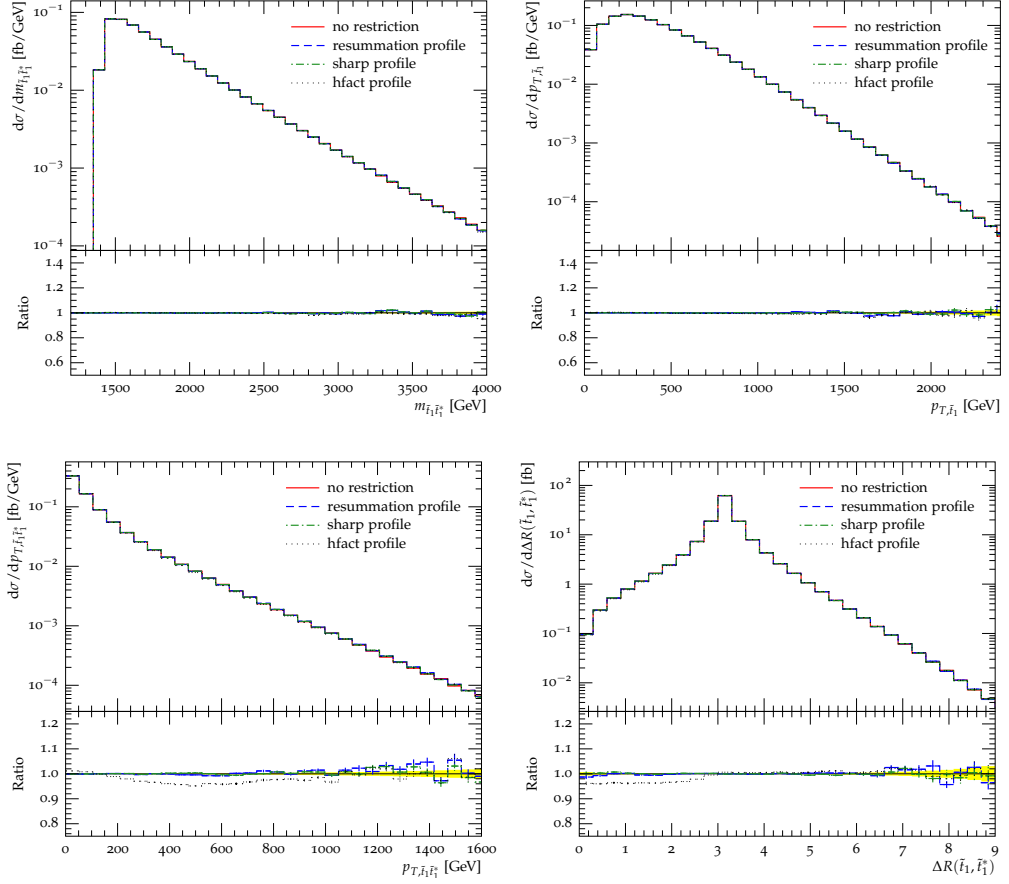 dσ/dm_{t̃₁t̃₁*} [fb/GeV]
10⁻¹
10⁻²
10⁻³
10⁻⁴
no restriction
resummation profile
sharp profile
hfact profile
Ratio
1.4
1.2
1
0.8
0.6
1500 2000 2500 3000 3500 4000
m_{t̃₁t̃₁*} [GeV]
dσ/dp_{T,t̃₁} [fb/GeV]
10⁻¹
10⁻²
10⁻³
10⁻⁴
no restriction
resummation profile
sharp profile
hfact profile
Ratio
1.4
1.2
1
0.8
0.6
0 500 1000 1500 2000
p_{T,t̃₁} [GeV]
dσ/dp_{T,t̃₁t̃₁*} [fb/GeV]
10⁻¹
10⁻²
10⁻³
10⁻⁴
no restriction
resummation profile
sharp profile
hfact profile
Ratio
1.2
1.1
1.0
0.9
0.8
0 200 400 600 800 1000 1200 1400 1600
p_{T,t̃₁t̃₁*} [GeV]
dσ/dΔR(t̃₁, t̃₁*) [fb]
10²
10¹
1
10⁻¹
10⁻²
no restriction
resummation profile
sharp profile
hfact profile
Ratio
1.2
1.1
1.0
0.9
0.8
0 1 2 3 4 5 6 7 8 9
ΔR(t̃₁, t̃₁*)